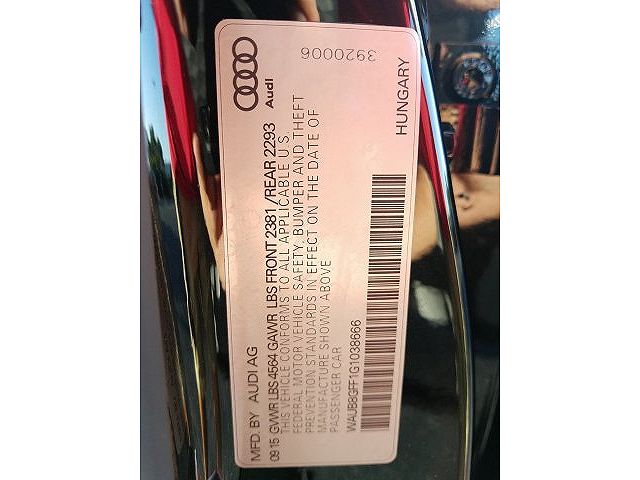 MFD. BY AUDI AG
Audi
09 15 GVWR LBS 4564 GAWR LBS FRONT 2381 /REAR 2293
THIS VEHICLE CONFORMS TO ALL APPLICABLE U S
FEDERAL MOTOR VEHICLE SAFETY, BUMPER AND THEFT
PREVENTION STANDARDS IN EFFECT ON THE DATE OF
MANUFACTURE SHOWN ABOVE
PASSENGER CAR
3920006
WAUB8GFF1G1038666
HUNGARY